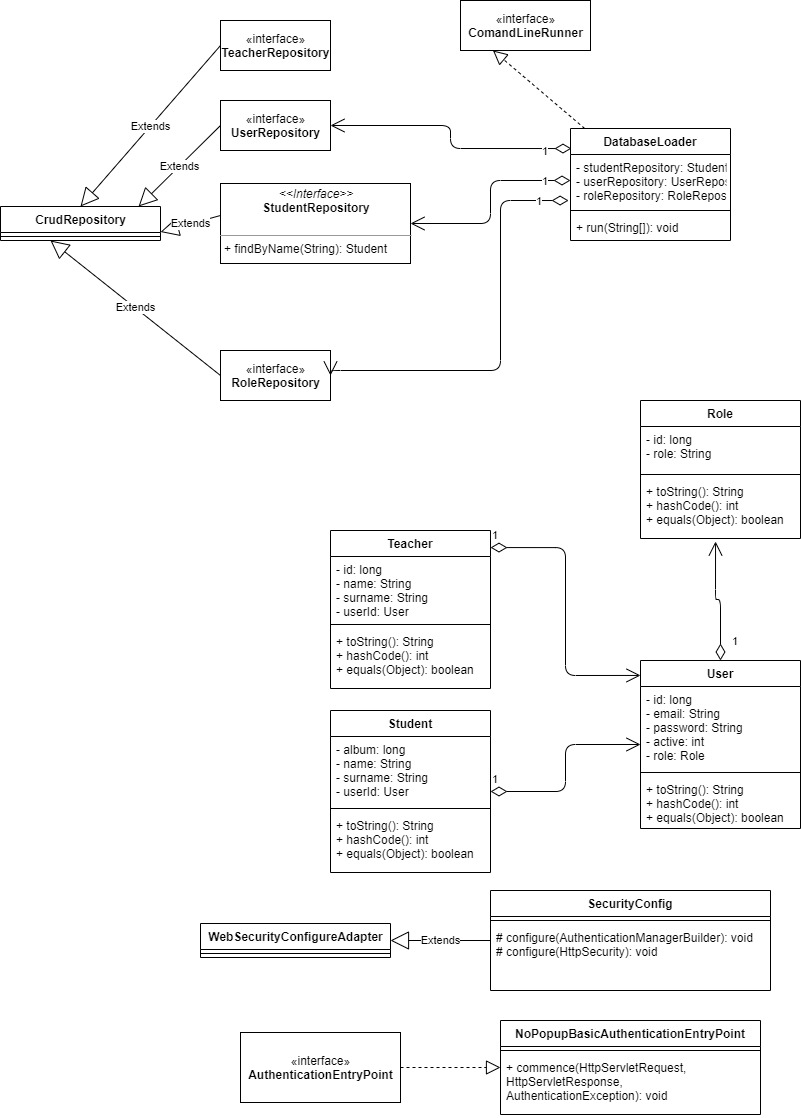 «interface»
ComandLineRunner
«interface»
TeacherRepository
Extends
«interface»
UserRepository
1
DatabaseLoader
- studentRepository: Student
- userRepository: UserRepos
- roleRepository: RoleRepos
+ run(String[]): void
Extends
<<Interface>>
StudentRepository
+ findByName(String): Student
1
1
CrudRepository
Extends
Extends
«interface»
RoleRepository
Role
- id: long
- role: String
+ toString(): String
+ hashCode(): int
+ equals(Object): boolean
Teacher
- id: long
- name: String
- surname: String
- userId: User
+ toString(): String
+ hashCode(): int
+ equals(Object): boolean
1
1
User
- id: long
- email: String
- password: String
- active: int
- role: Role
+ toString(): String
+ hashCode(): int
+ equals(Object): boolean
Student
- album: long
- name: String
- surname: String
- userId: User
+ toString(): String
+ hashCode(): int
+ equals(Object): boolean
1
SecurityConfig
# configure(AuthenticationManagerBuilder): void
# configure(HttpSecurity): void
WebSecurityConfigureAdapter
Extends
NoPopupBasicAuthenticationEntryPoint
+ commence(HttpServletRequest,
HttpServletResponse,
AuthenticationException): void
«interface»
AuthenticationEntryPoint